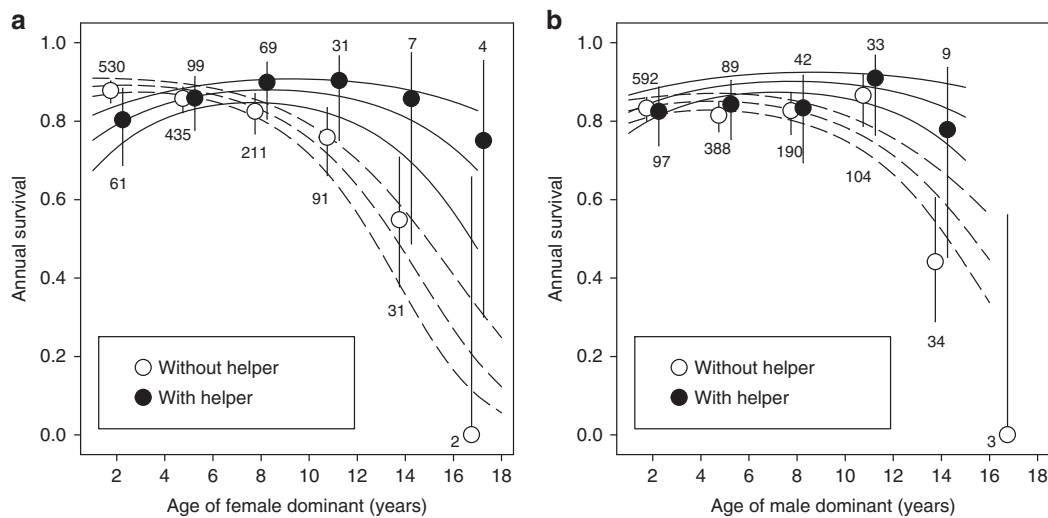 a
1.0
0.8
0.6
0.4
0.2
0.0
Annual survival
530
99
69
31
7
4
61
435
211
91
31
2
Without helper
With helper
2 4 6 8 10 12 14 16 18
Age of female dominant (years)
b
1.0
0.8
0.6
0.4
0.2
0.0
Annual survival
592
89
42
33
9
97
388
190
104
34
3
Without helper
With helper
2 4 6 8 10 12 14 16 18
Age of male dominant (years)